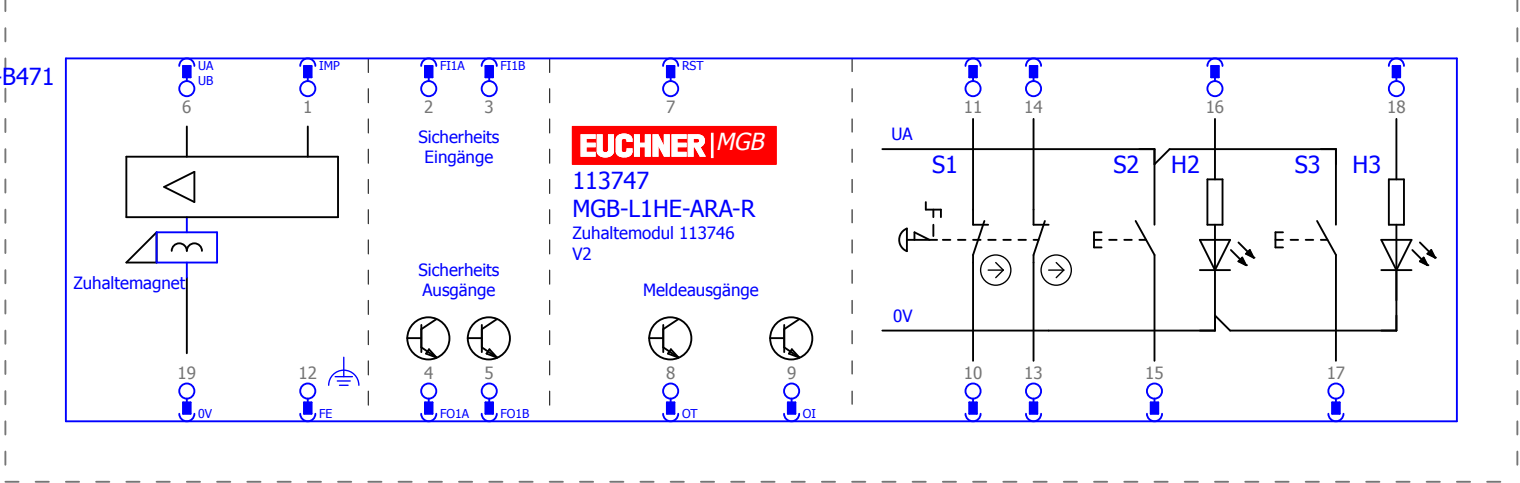 -B471
UA
UB
IMP
FI1A
FI1B
RST
6
1
2
3
7
11
14
16
18
Sicherheits
Eingänge
EUCHNER|MGB
113747
MGB-L1HE-ARA-R
Zuhaltemodul 113746
V2
UA
S1
S2
H2
S3
H3
Zuhaltemagnet
Sicherheits
Ausgänge
Meldeausgänge
0V
19
12
4
5
8
9
10
13
15
17
0V
FE
FO1A
FO1B
OT
OI